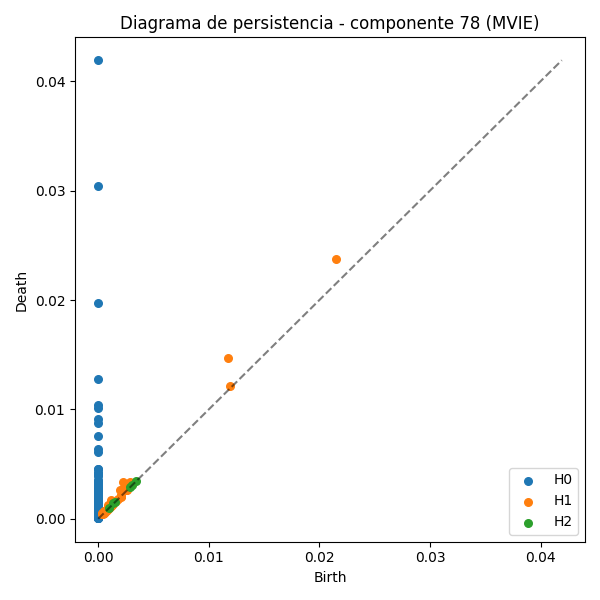 Diagrama de persistencia - componente 78 (MVIE)
0.04
0.03
0.02
0.01
0.00
Death
0.00 0.01 0.02 0.03 0.04
Birth
H0
H1
H2